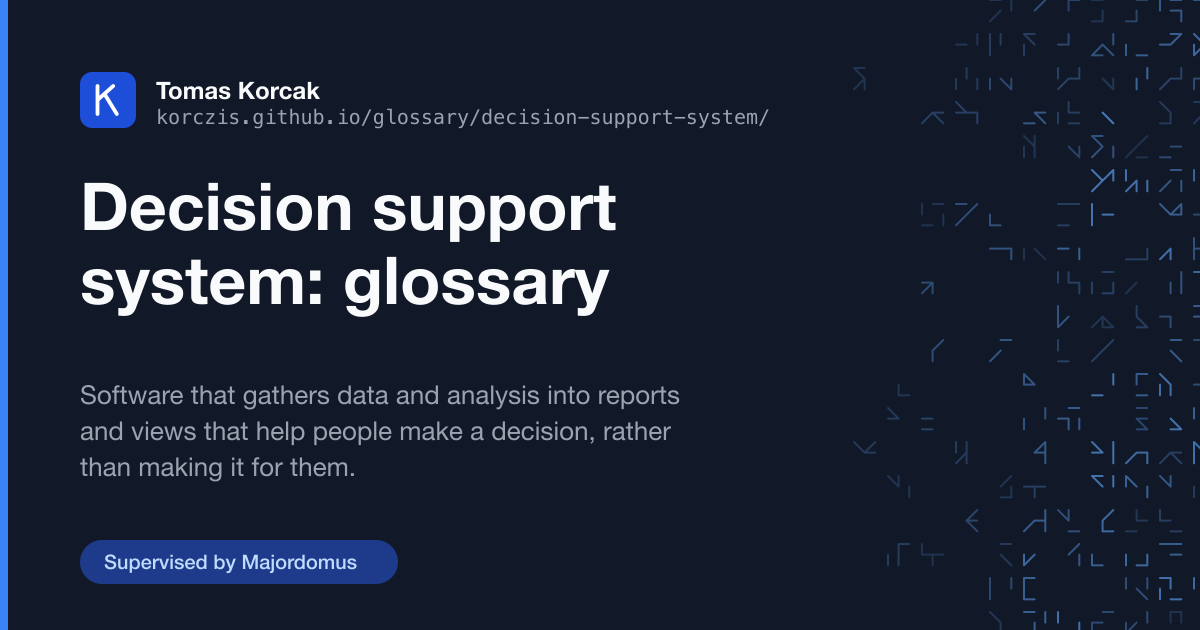 K
Tomas Korcak
korczis.github.io/glossary/decision-support-system/
Decision support
system: glossary
Software that gathers data and analysis into reports
and views that help people make a decision, rather
than making it for them.
Supervised by Majordomus